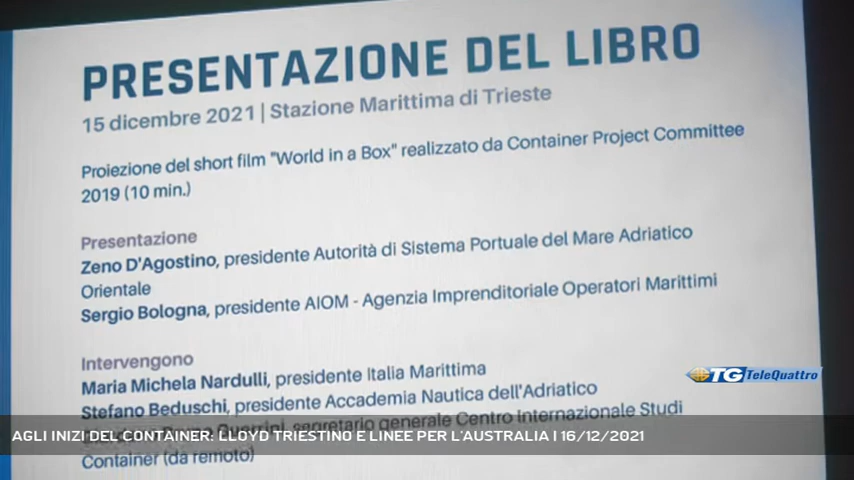 PRESENTAZIONE DEL LIBRO
15 dicembre 2021 | Stazione Marittima di Trieste
Proiezione del short film "World in a Box" realizzato da Container Project Committee
2019 (10 min.)
Presentazione
Zeno D'Agostino, presidente Autorità di Sistema Portuale del Mare Adriatico
Orientale
Sergio Bologna, presidente AIOM - Agenzia Imprenditoriale Operatori Marittimi
Intervengono
Maria Michela Nardulli, presidente Italia Marittima
Stefano Beduschi, presidente Accademia Nautica dell'Adriatico
Guerrini, segretario generale Centro Internazionale Studi
Container (da remoto)
TG TeleQuattro
AGLI INIZI DEL CONTAINER: LLOYD TRIESTINO E LINEE PER L'AUSTRALIA | 16/12/2021